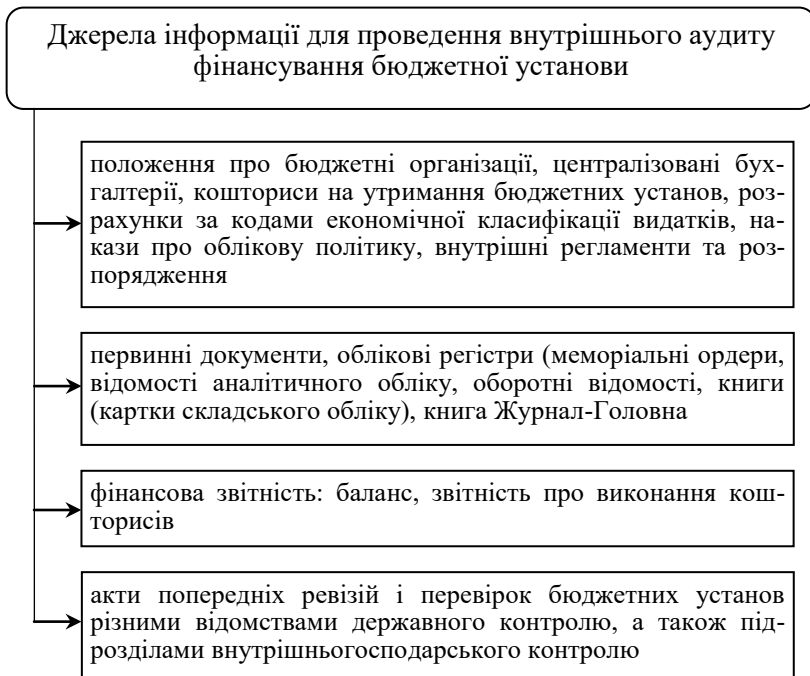 Джерела інформації для проведення внутрішнього аудиту
фінансування бюджетної установи
положення про бюджетні організації, централізовані бух-
галтерії, кошториси на утримання бюджетних установ, роз-
рахунки за кодами економічної класифікації видатків, на-
кази про облікову політику, внутрішні регламенти та роз-
порядження
первинні документи, облікові регістри (меморіальні ордери,
відомості аналітичного обліку, оборотні відомості, книги
(картки складського обліку), книга Журнал-Головна
фінансова звітність: баланс, звітність про виконання кош-
торисів
акти попередніх ревізій і перевірок бюджетних установ
різними відомствами державного контролю, а також під-
розділами внутрішньогосподарського контролю